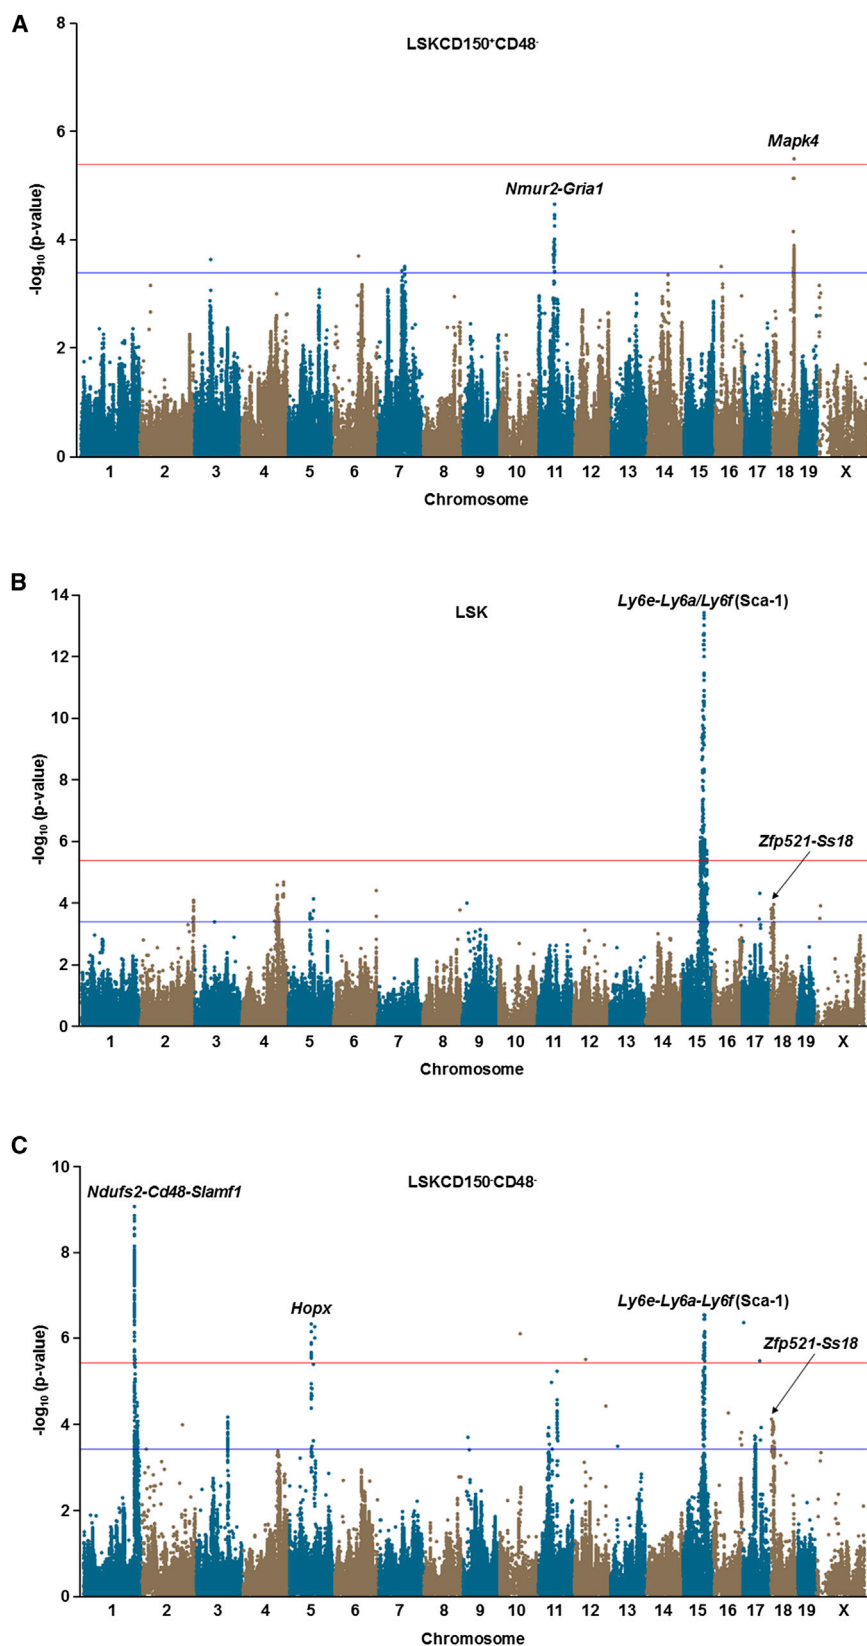 A
LSKCD150⁺CD48⁻
8
6
4
2
0
-log₁₀ (p-value)
Mapk4
Nmur2-Gria1
1 2 3 4 5 6 7 8 9 10 11 12 13 14 15 16 17 18 19 X
Chromosome
B
LSK
14
12
10
8
6
4
2
0
-log₁₀ (p-value)
Ly6e-Ly6a/Ly6f(Sca-1)
Zfp521-Ss18
1 2 3 4 5 6 7 8 9 10 11 12 13 14 15 16 17 18 19 X
Chromosome
C
LSKCD150⁻CD48⁻
10
8
6
4
2
0
-log₁₀ (p-value)
Ndufs2-Cd48-Slamf1
Hopx
Ly6e-Ly6a-Ly6f(Sca-1)
Zfp521-Ss18
1 2 3 4 5 6 7 8 9 10 11 12 13 14 15 16 17 18 19 X
Chromosome